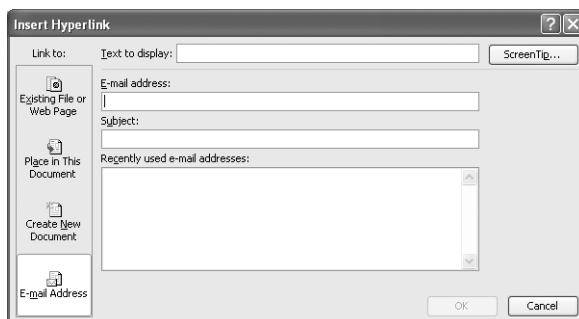 Insert Hyperlink
Link to:
Text to display:
ScreenTip...
Existing File or
Web Page
Place in This
Document
Create New
Document
E-mail Address
E-mail address:
Subject:
Recently used e-mail addresses:
OK
Cancel